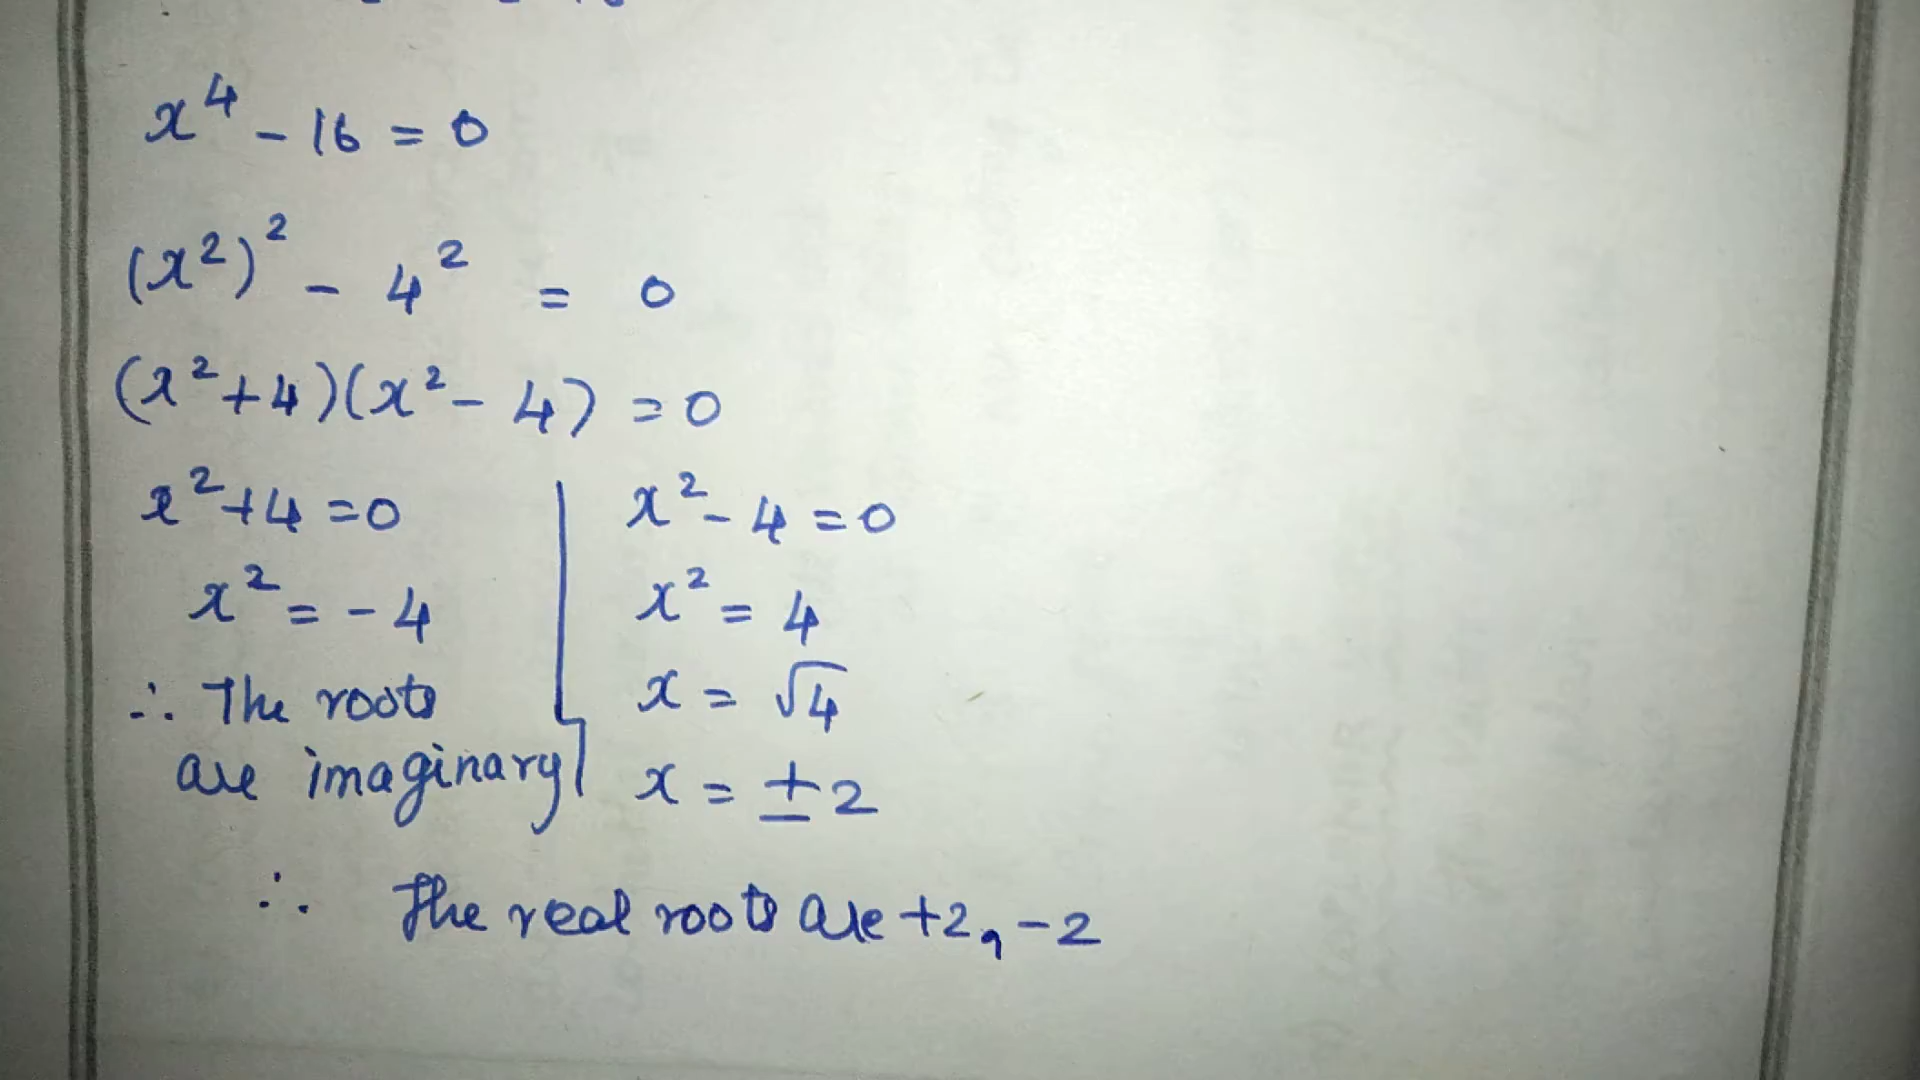 x⁴ - 16 = 0
(x²)² - 4² = 0
(x²+4)(x²-4) = 0
x²+4 = 0
x² = -4
∴ The roots
are imaginary
x²-4 = 0
x² = 4
x = √4
x = ±2
∴ The real roots are +2, -2